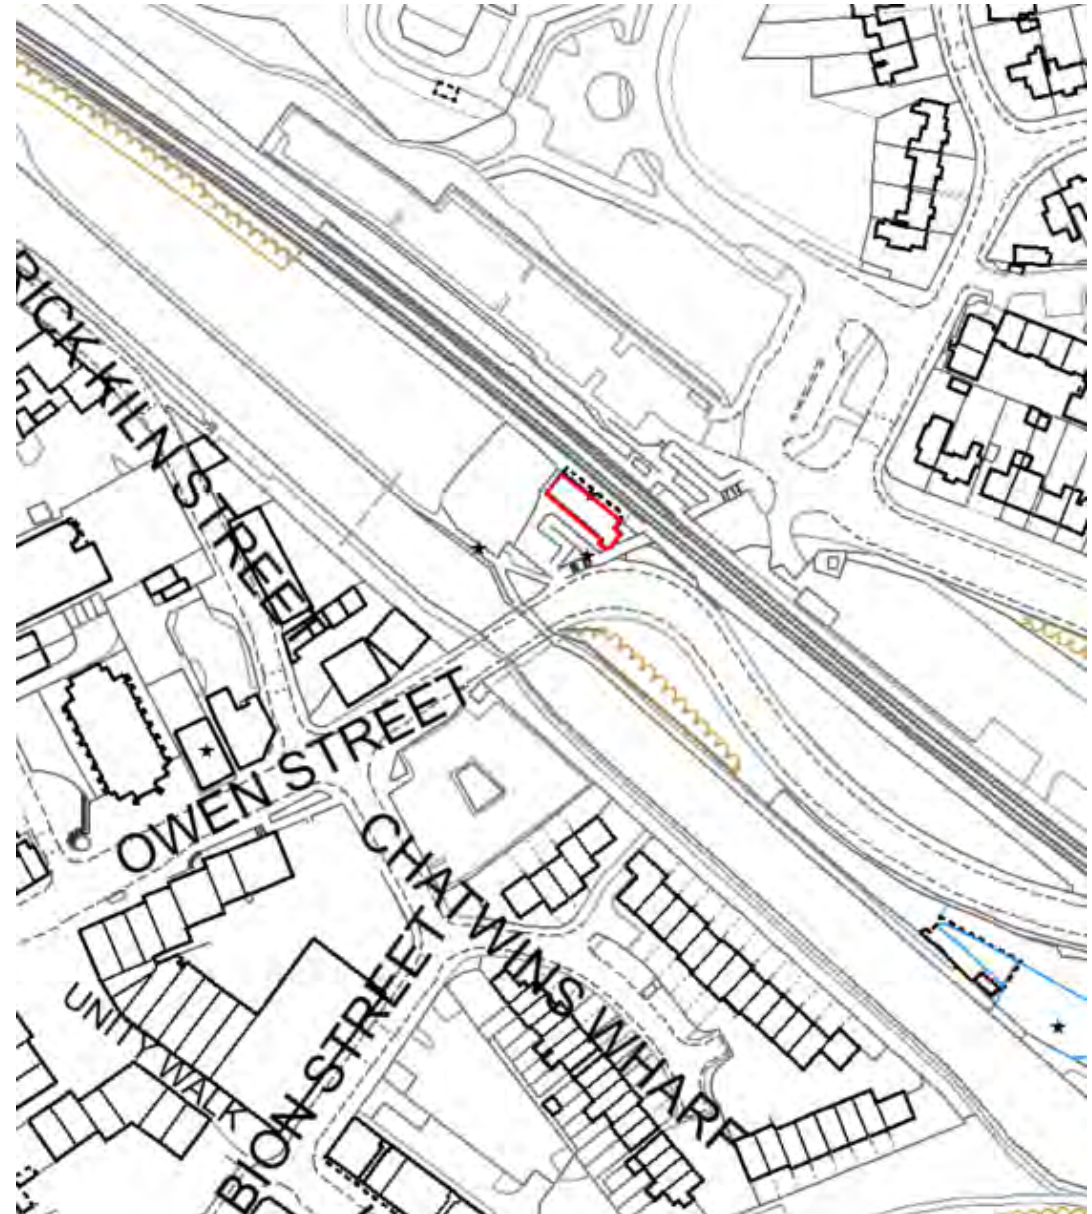 RICK KILN STREET
OWEN STREET
CHATWINS WHARF
BION STREET
UNITY WALK